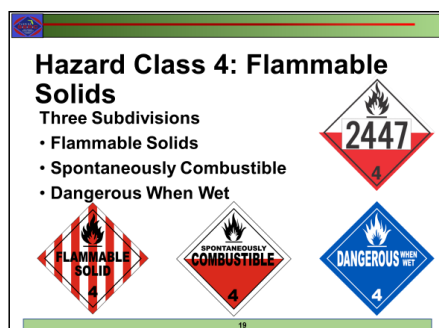 Hazard Class 4: Flammable
Solids
Three Subdivisions
• Flammable Solids
• Spontaneously Combustible
• Dangerous When Wet
2447
4
FLAMMABLE
SOLID
4
SPONTANEOUSLY
COMBUSTIBLE
4
DANGEROUS WHEN
WET
4
19